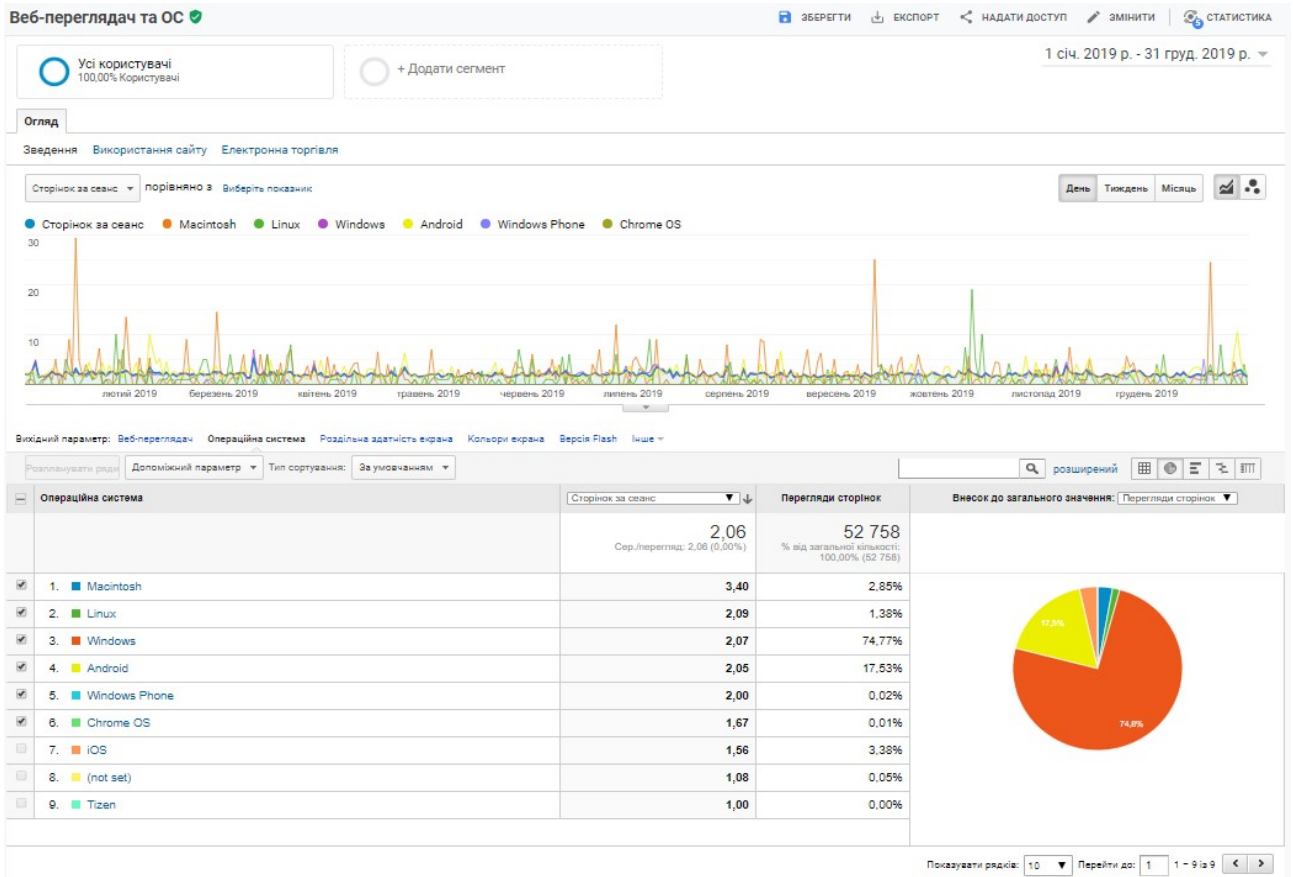 Веб-переглядач та ОС
ЗБЕРЕГТИ ЕКСПОРТ НАДАТИ ДОСТУП ЗМІНИТИ 5 СТАТИСТИКА
Усі користувачі
100,00% Користувачі
+ Додати сегмент
1 січ. 2019 р. - 31 груд. 2019 р.
Огляд
Зведення Використання сайту Електронна торгівля
Сторінок за сеанс порівняно з Виберіть показник
День Тиждень Місяць
Сторінок за сеанс Macintosh Linux Windows Android Windows Phone Chrome OS
30
20
10
лютий 2019 березень 2019 квітень 2019 травень 2019 червень 2019 липень 2019 серпень 2019 вересень 2019 жовтень 2019 листопад 2019 грудень 2019
Вихідний параметр: Веб-переглядач Операційна система Роздільна здатність екрана Кольори екрана Версія Flash Інше
Розпланувати ряди Допоміжний параметр Тип сортування: За умовчанням розширений
Операційна система Сторінок за сеанс Перегляди сторінок Внесок до загального значення: Перегляди сторінок
2,06 52 758
Сер./перегляд: 2,06 (0,00%) % від загальної кількості:
100,00% (52 758)
1. Macintosh 3,40 2,85%
2. Linux 2,09 1,38%
3. Windows 2,07 74,77%
4. Android 2,05 17,53%
5. Windows Phone 2,00 0,02%
6. Chrome OS 1,67 0,01%
7. iOS 1,56 3,38%
8. (not set) 1,08 0,05%
9. Tizen 1,00 0,00%
17,5%
74,8%
Показувати рядків: 10 Перейти до: 1 1 – 9 із 9